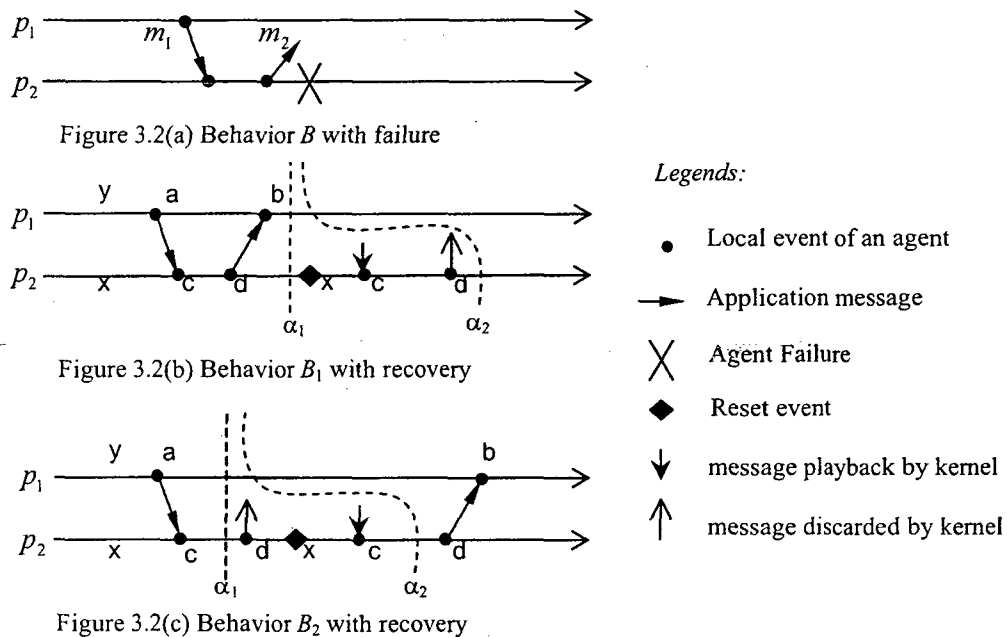 p1
m1
m2
p2
Figure 3.2(a) Behavior B with failure
y a b
p1
p2
x c d x c d
α1
α2
Figure 3.2(b) Behavior B1 with recovery
y a b
p1
p2
x c d x c d
α1
α2
Figure 3.2(c) Behavior B2 with recovery
Legends:
Local event of an agent
Application message
Agent Failure
Reset event
message playback by kernel
message discarded by kernel